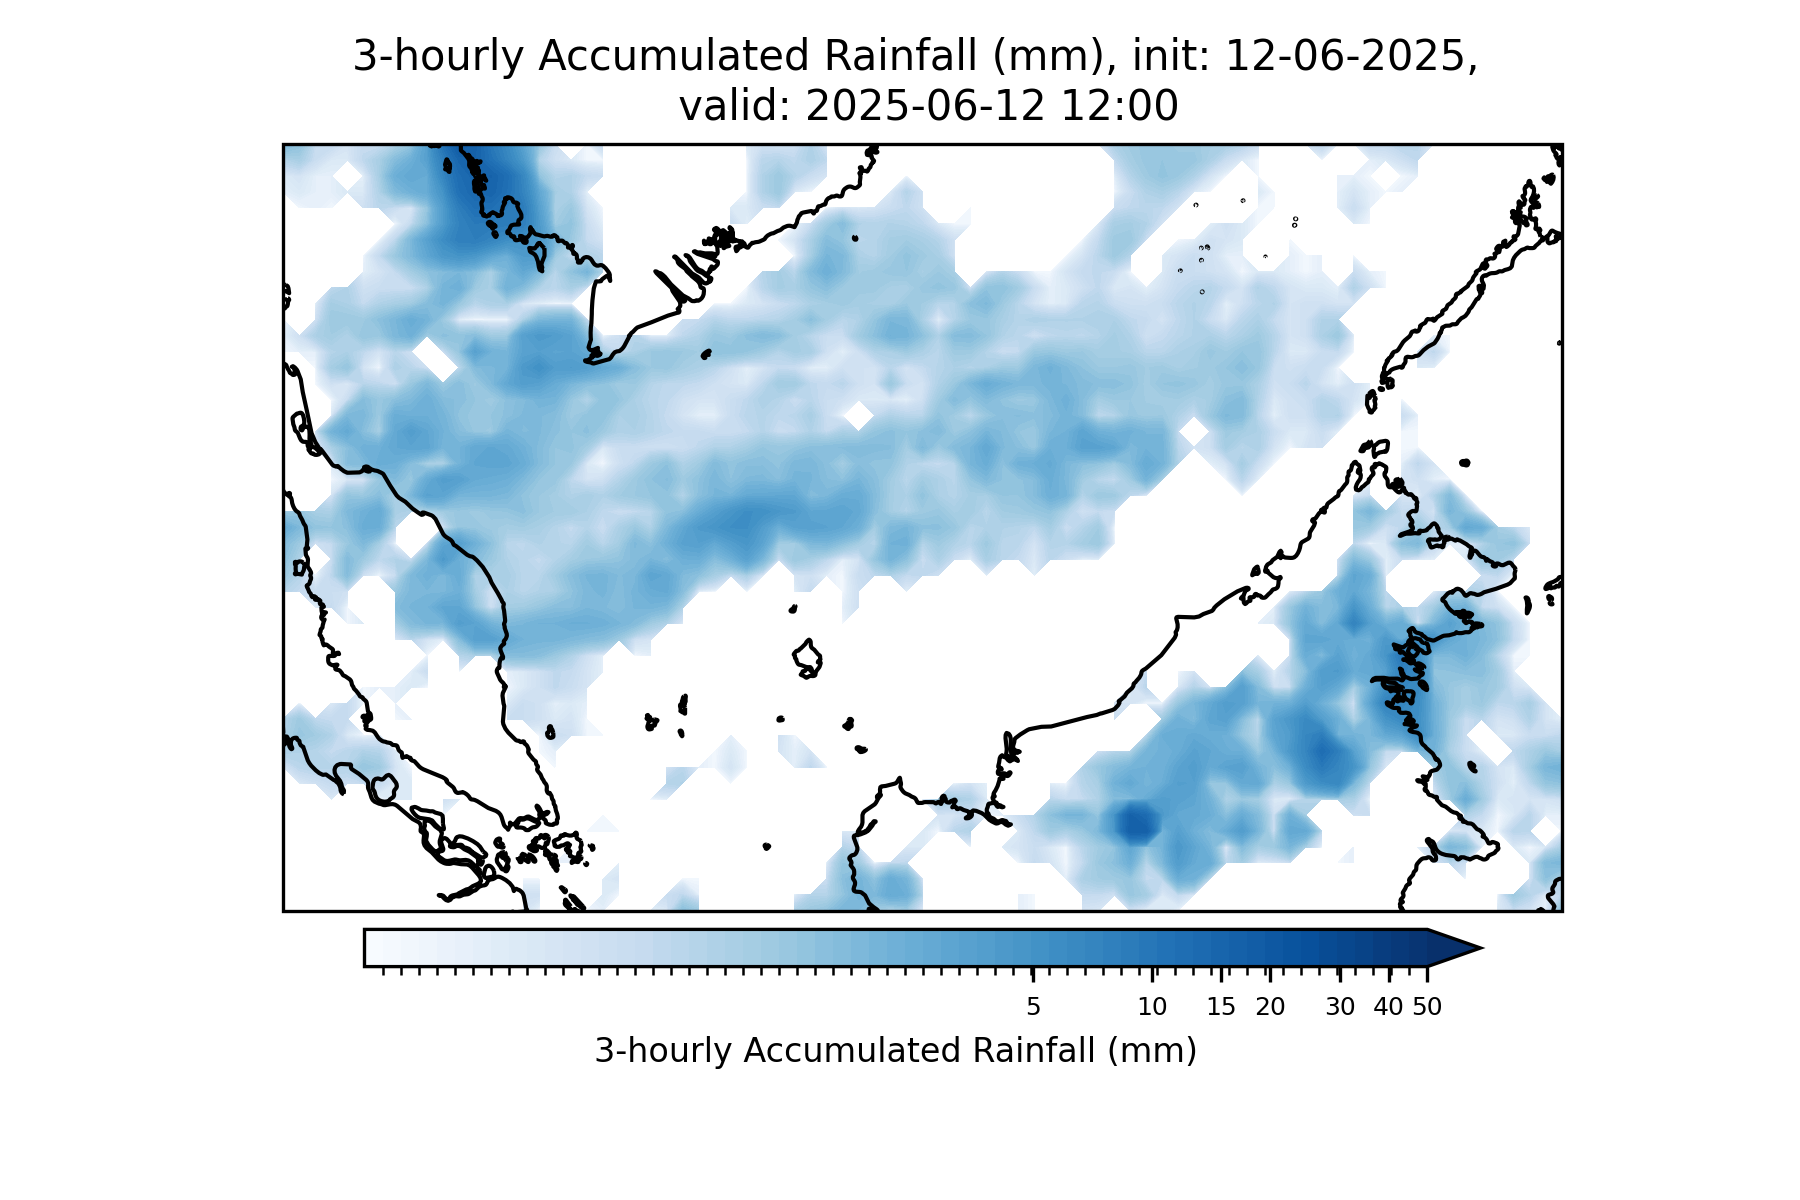 3-hourly Accumulated Rainfall (mm), init: 12-06-2025,
valid: 2025-06-12 12:00
5 10 15 20 30 40 50
3-hourly Accumulated Rainfall (mm)